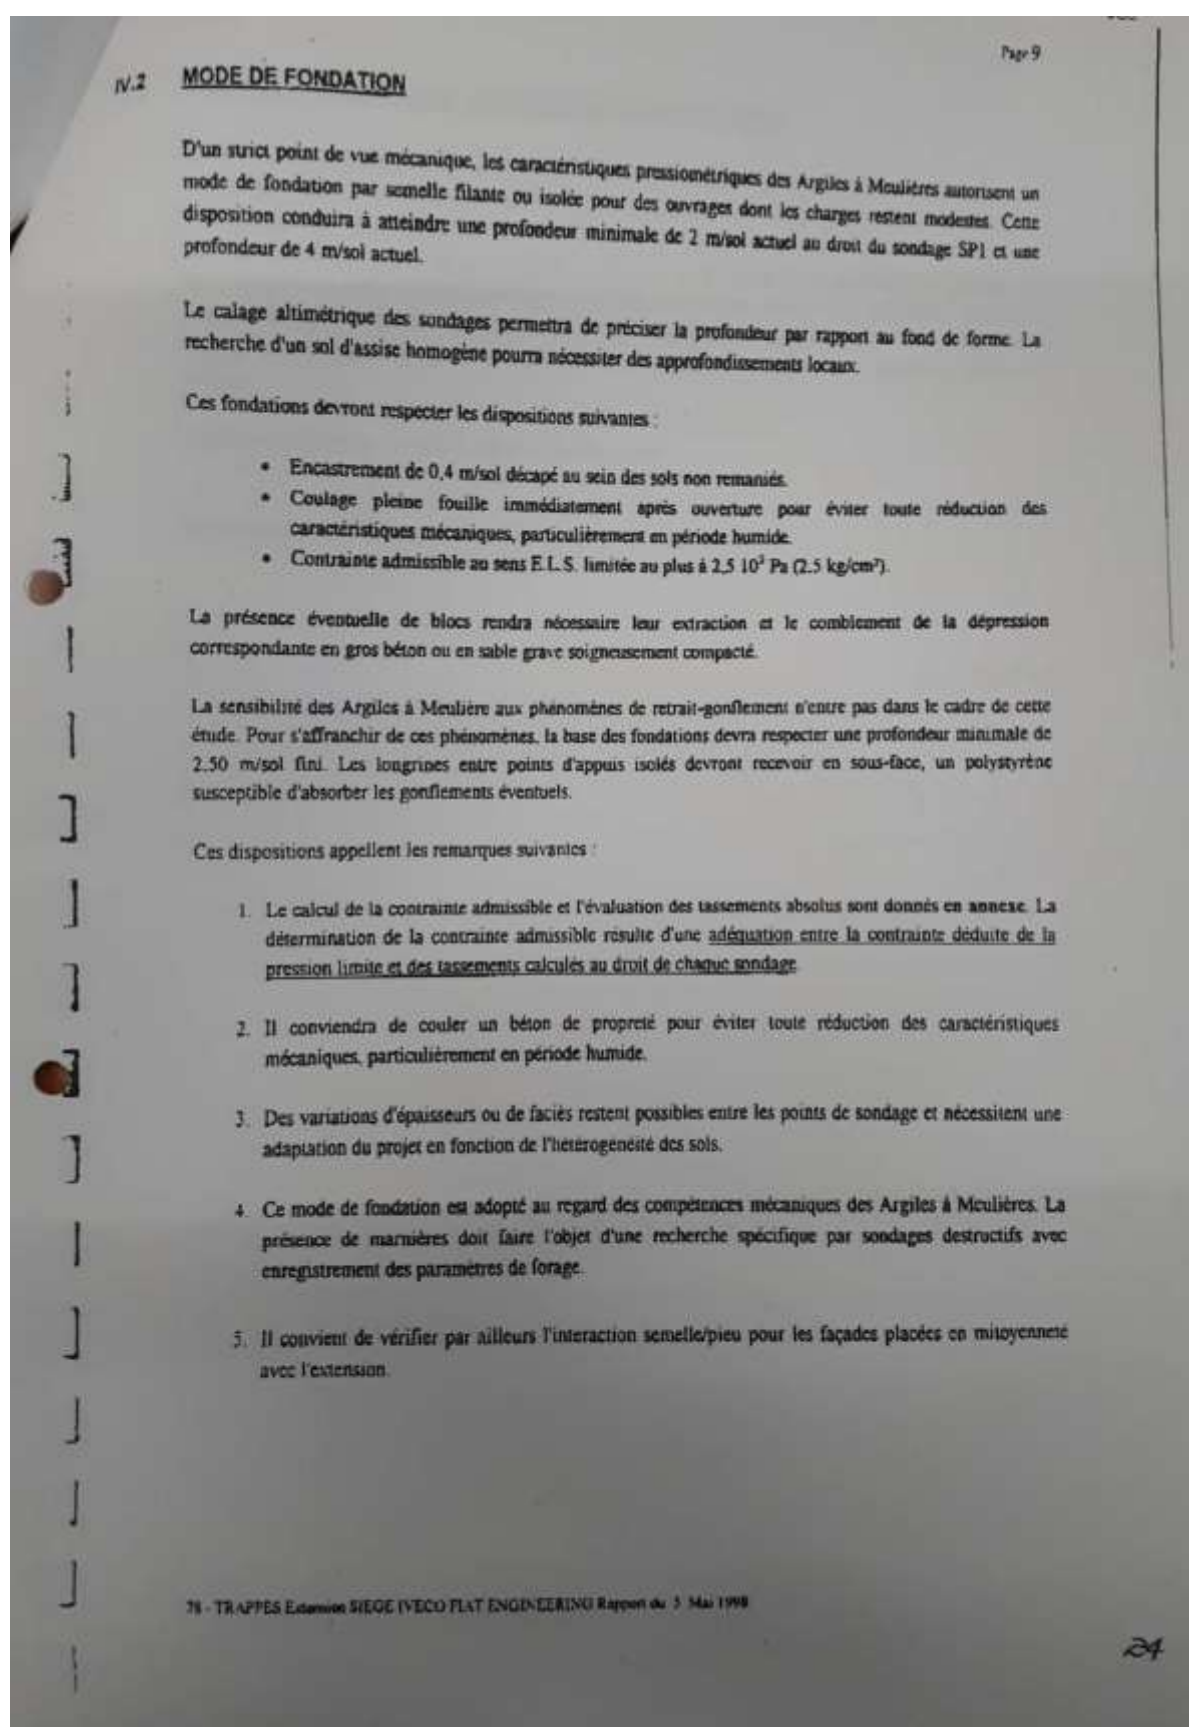 Page 9
IV.2 MODE DE FONDATION
D'un strict point de vue mécanique, les caractéristiques pressiométriques des Argiles à Meulières autorisent un
mode de fondation par semelle filante ou isolée pour des ouvrages dont les charges restent modestes. Cette
disposition conduira à atteindre une profondeur minimale de 2 m/sol actuel au droit du sondage SP1 et une
profondeur de 4 m/sol actuel.
Le calage altimétrique des sondages permettra de préciser la profondeur par rapport au fond de forme. La
recherche d'un sol d'assise homogène pourra nécessiter des approfondissements locaux.
Ces fondations devront respecter les dispositions suivantes :
• Encastrement de 0,4 m/sol décapé au sein des sols non remaniés.
• Coulage pleine fouille immédiatement après ouverture pour éviter toute réduction des
caractéristiques mécaniques, particulièrement en période humide.
• Contrainte admissible au sens E.L.S. limitée au plus à 2,5 10⁵ Pa (2.5 kg/cm²).
La présence éventuelle de blocs rendra nécessaire leur extraction et le comblement de la dépression
correspondante en gros béton ou en sable grave soigneusement compacté.
La sensibilité des Argiles à Meulière aux phénomènes de retrait-gonflement n'entre pas dans le cadre de cette
étude. Pour s'affranchir de ces phénomènes, la base des fondations devra respecter une profondeur minimale de
2.50 m/sol fini. Les longrines entre points d'appuis isolés devront recevoir en sous-face, un polystyrène
susceptible d'absorber les gonflements éventuels.
Ces dispositions appellent les remarques suivantes :
1. Le calcul de la contrainte admissible et l'évaluation des tassements absolus sont donnés en annexe. La
détermination de la contrainte admissible résulte d'une adéquation entre la contrainte déduite de la
pression limite et des tassements calculés au droit de chaque sondage.
2. Il conviendra de couler un béton de propreté pour éviter toute réduction des caractéristiques
mécaniques, particulièrement en période humide.
3. Des variations d'épaisseurs ou de faciès restent possibles entre les points de sondage et nécessitent une
adaptation du projet en fonction de l'hétérogénéité des sols.
4. Ce mode de fondation est adopté au regard des compétences mécaniques des Argiles à Meulières. La
présence de marnières doit faire l'objet d'une recherche spécifique par sondages destructifs avec
enregistrement des paramètres de forage.
5. Il convient de vérifier par ailleurs l'interaction semelle/pieu pour les façades placées en mitoyenneté
avec l'extension.
78 - TRAPPES Extension SIEGE IVECO FIAT ENGINEERING Rapport du 5 Mai 1998
24